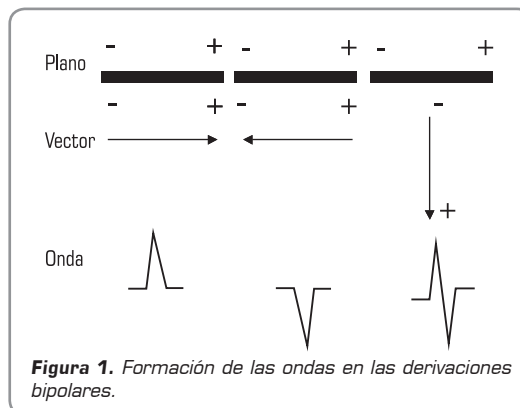 - + - + - +
Plano
- + - + -
Vector
+
Onda
Figura 1. Formación de las ondas en las derivaciones
bipolares.